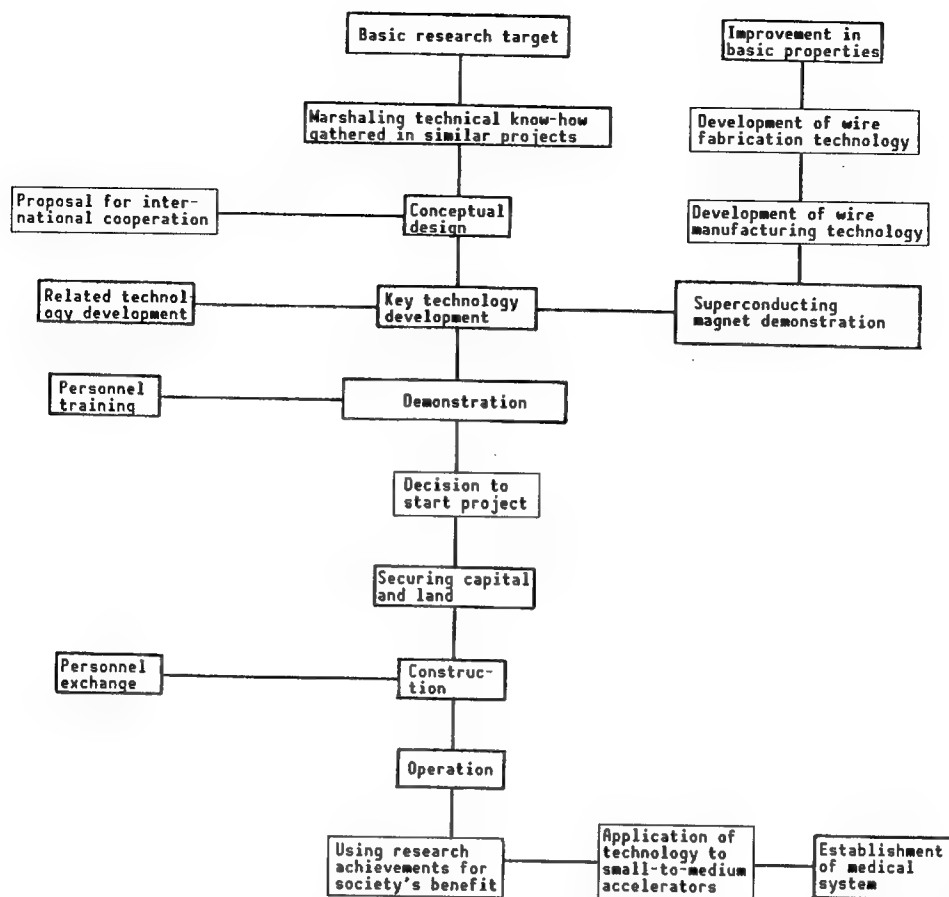 Basic research target
Improvement in
basic properties
Marshaling technical know-how
gathered in similar projects
Development of wire
fabrication technology
Proposal for inter-
national cooperation
Conceptual
design
Development of wire
manufacturing technology
Related technol-
ogy development
Key technology
development
Superconducting
magnet demonstration
Personnel
training
Demonstration
Decision to
start project
Securing capital
and land
Personnel
exchange
Construc-
tion
Operation
Using research
achievements for
society's benefit
Application of
technology to
small-to-medium
accelerators
Establishment
of medical
system